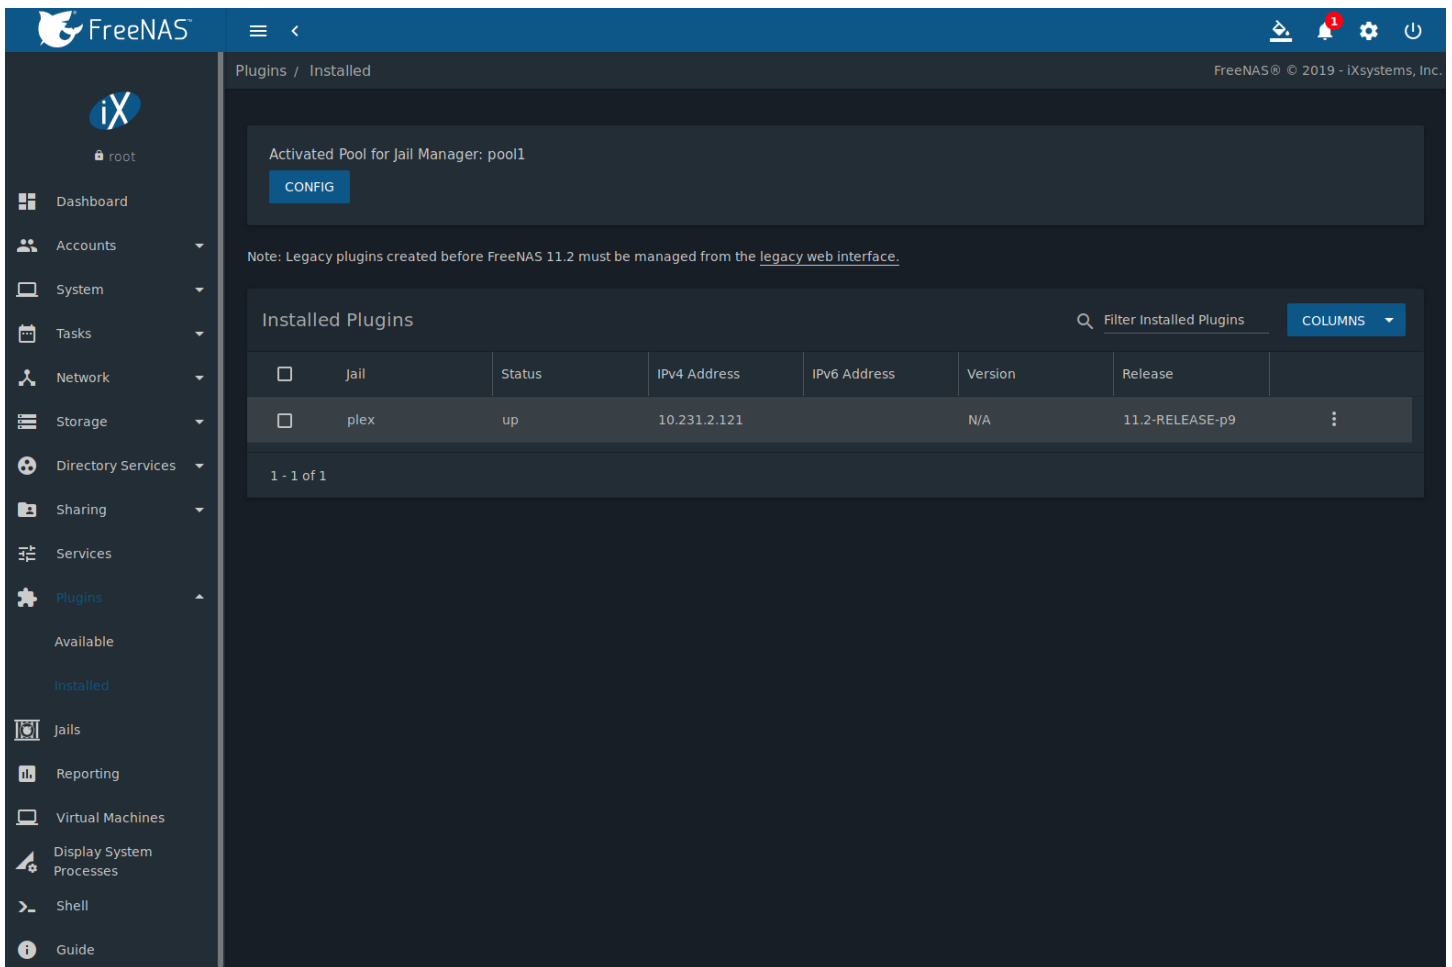 FreeNAS™
1
Plugins / Installed
FreeNAS® © 2019 - iXsystems, Inc.
iX
root
Dashboard
Accounts
System
Tasks
Network
Storage
Directory Services
Sharing
Services
Plugins
Available
Installed
Jails
Reporting
Virtual Machines
Display System
Processes
Shell
Guide
Activated Pool for Jail Manager: pool1
CONFIG
Note: Legacy plugins created before FreeNAS 11.2 must be managed from the legacy web interface.
Installed Plugins
Filter Installed Plugins
COLUMNS
Jail Status IPv4 Address IPv6 Address Version Release
plex up 10.231.2.121 N/A 11.2-RELEASE-p9
1 - 1 of 1